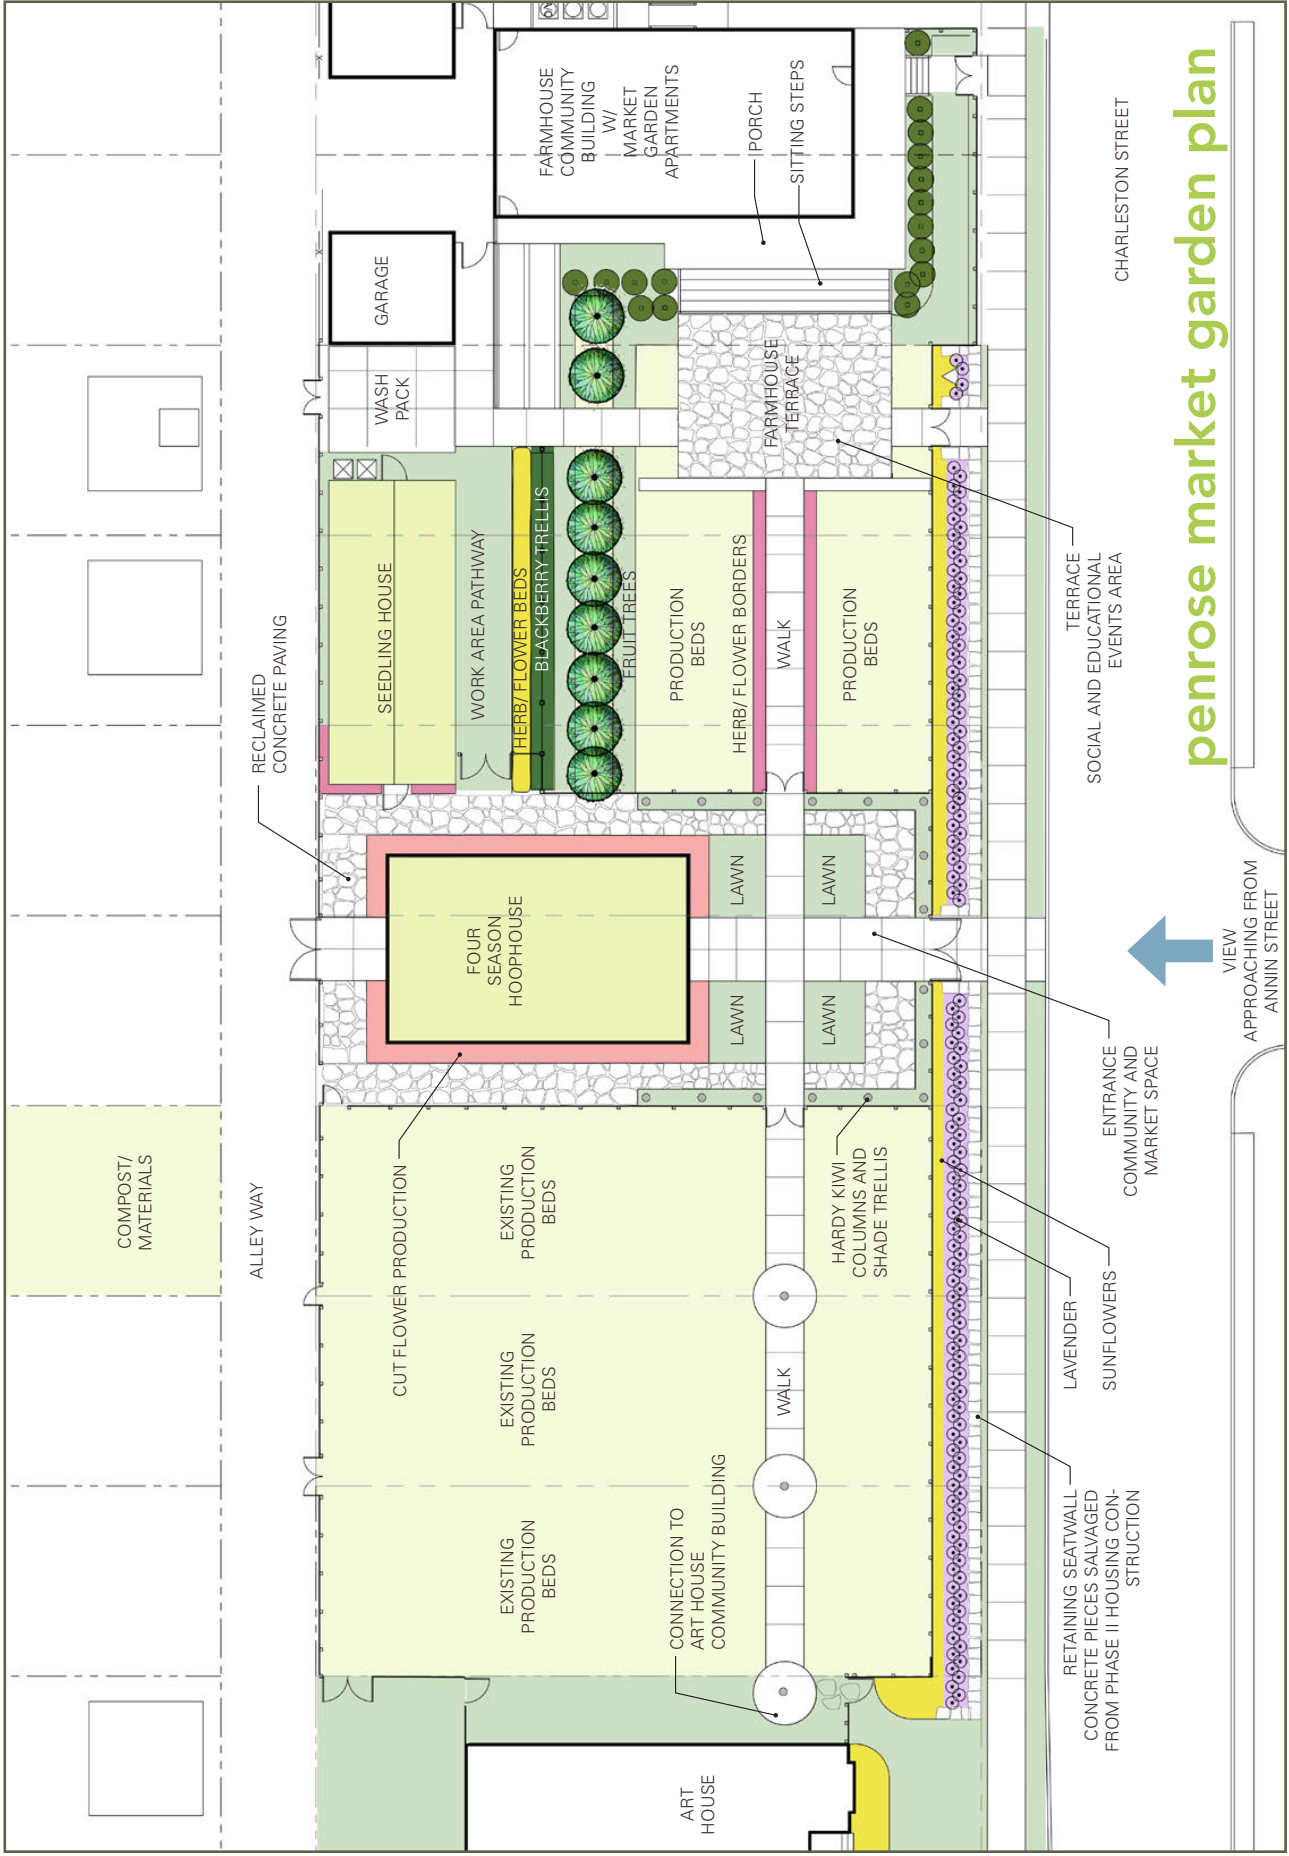 COMPOST/
MATERIALS
ALLEY WAY
RECLAIMED
CONCRETE PAVING
ART
HOUSE
EXISTING
PRODUCTION
BEDS
EXISTING
PRODUCTION
BEDS
EXISTING
PRODUCTION
BEDS
CUT FLOWER PRODUCTION
CONNECTION TO
ART HOUSE
COMMUNITY BUILDING
WALK
HARDY KIWI
COLUMNS AND
SHADE TRELLIS
FOUR
SEASON
HOOPHOUSE
LAWN
LAWN
LAWN
LAWN
SEEDLING HOUSE
WORK AREA PATHWAY
HERB/ FLOWER BEDS
BLACKBERRY TRELLIS
FRUIT TREES
PRODUCTION
BEDS
HERB/ FLOWER BORDERS
WALK
PRODUCTION
BEDS
WASH
PACK
GARAGE
FARMHOUSE
TERRACE
FARMHOUSE
COMMUNITY
BUILDING
W/
MARKET
GARDEN
APARTMENTS
PORCH
SITTING STEPS
RETAINING SEATWALL
CONCRETE PIECES SALVAGED
FROM PHASE II HOUSING CON-
STRUCTION
LAVENDER
SUNFLOWERS
ENTRANCE
COMMUNITY AND
MARKET SPACE
VIEW
APPROACHING FROM
ANNIN STREET
TERRACE
SOCIAL AND EDUCATIONAL
EVENTS AREA
CHARLESTON STREET
penrose market garden plan